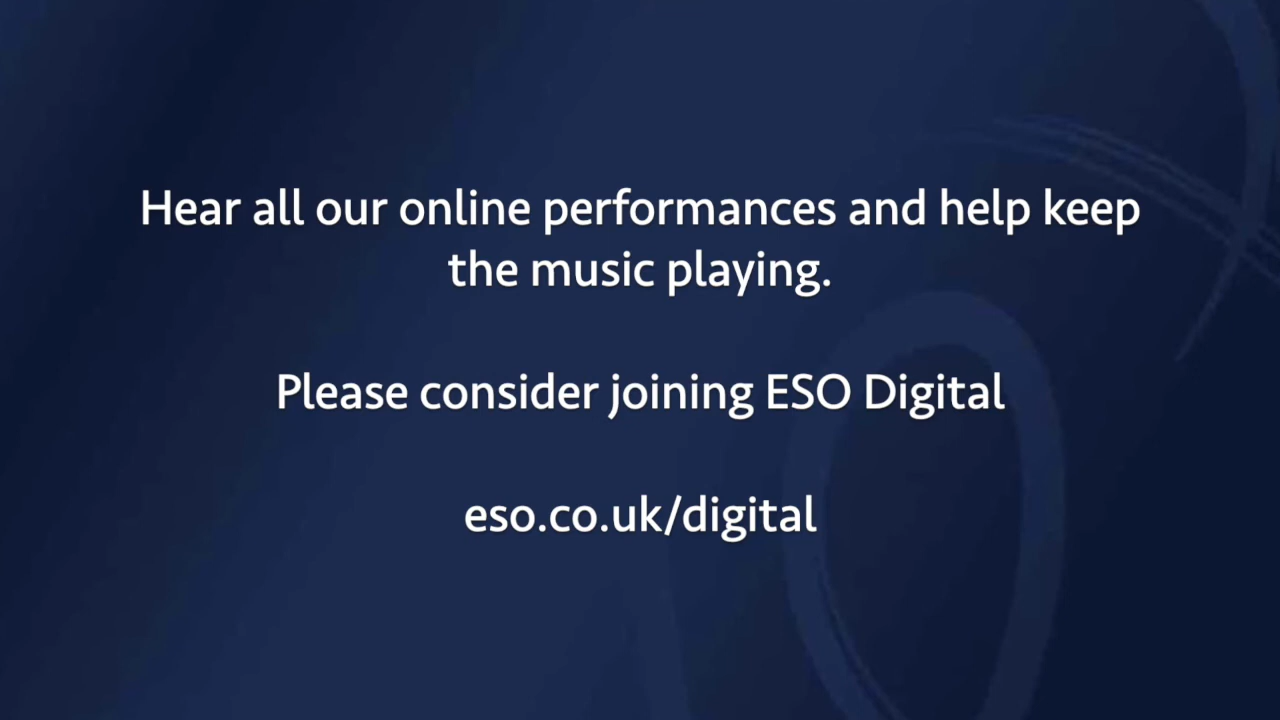 Hear all our online performances and help keep
the music playing.
Please consider joining ESO Digital
eso.co.uk/digital